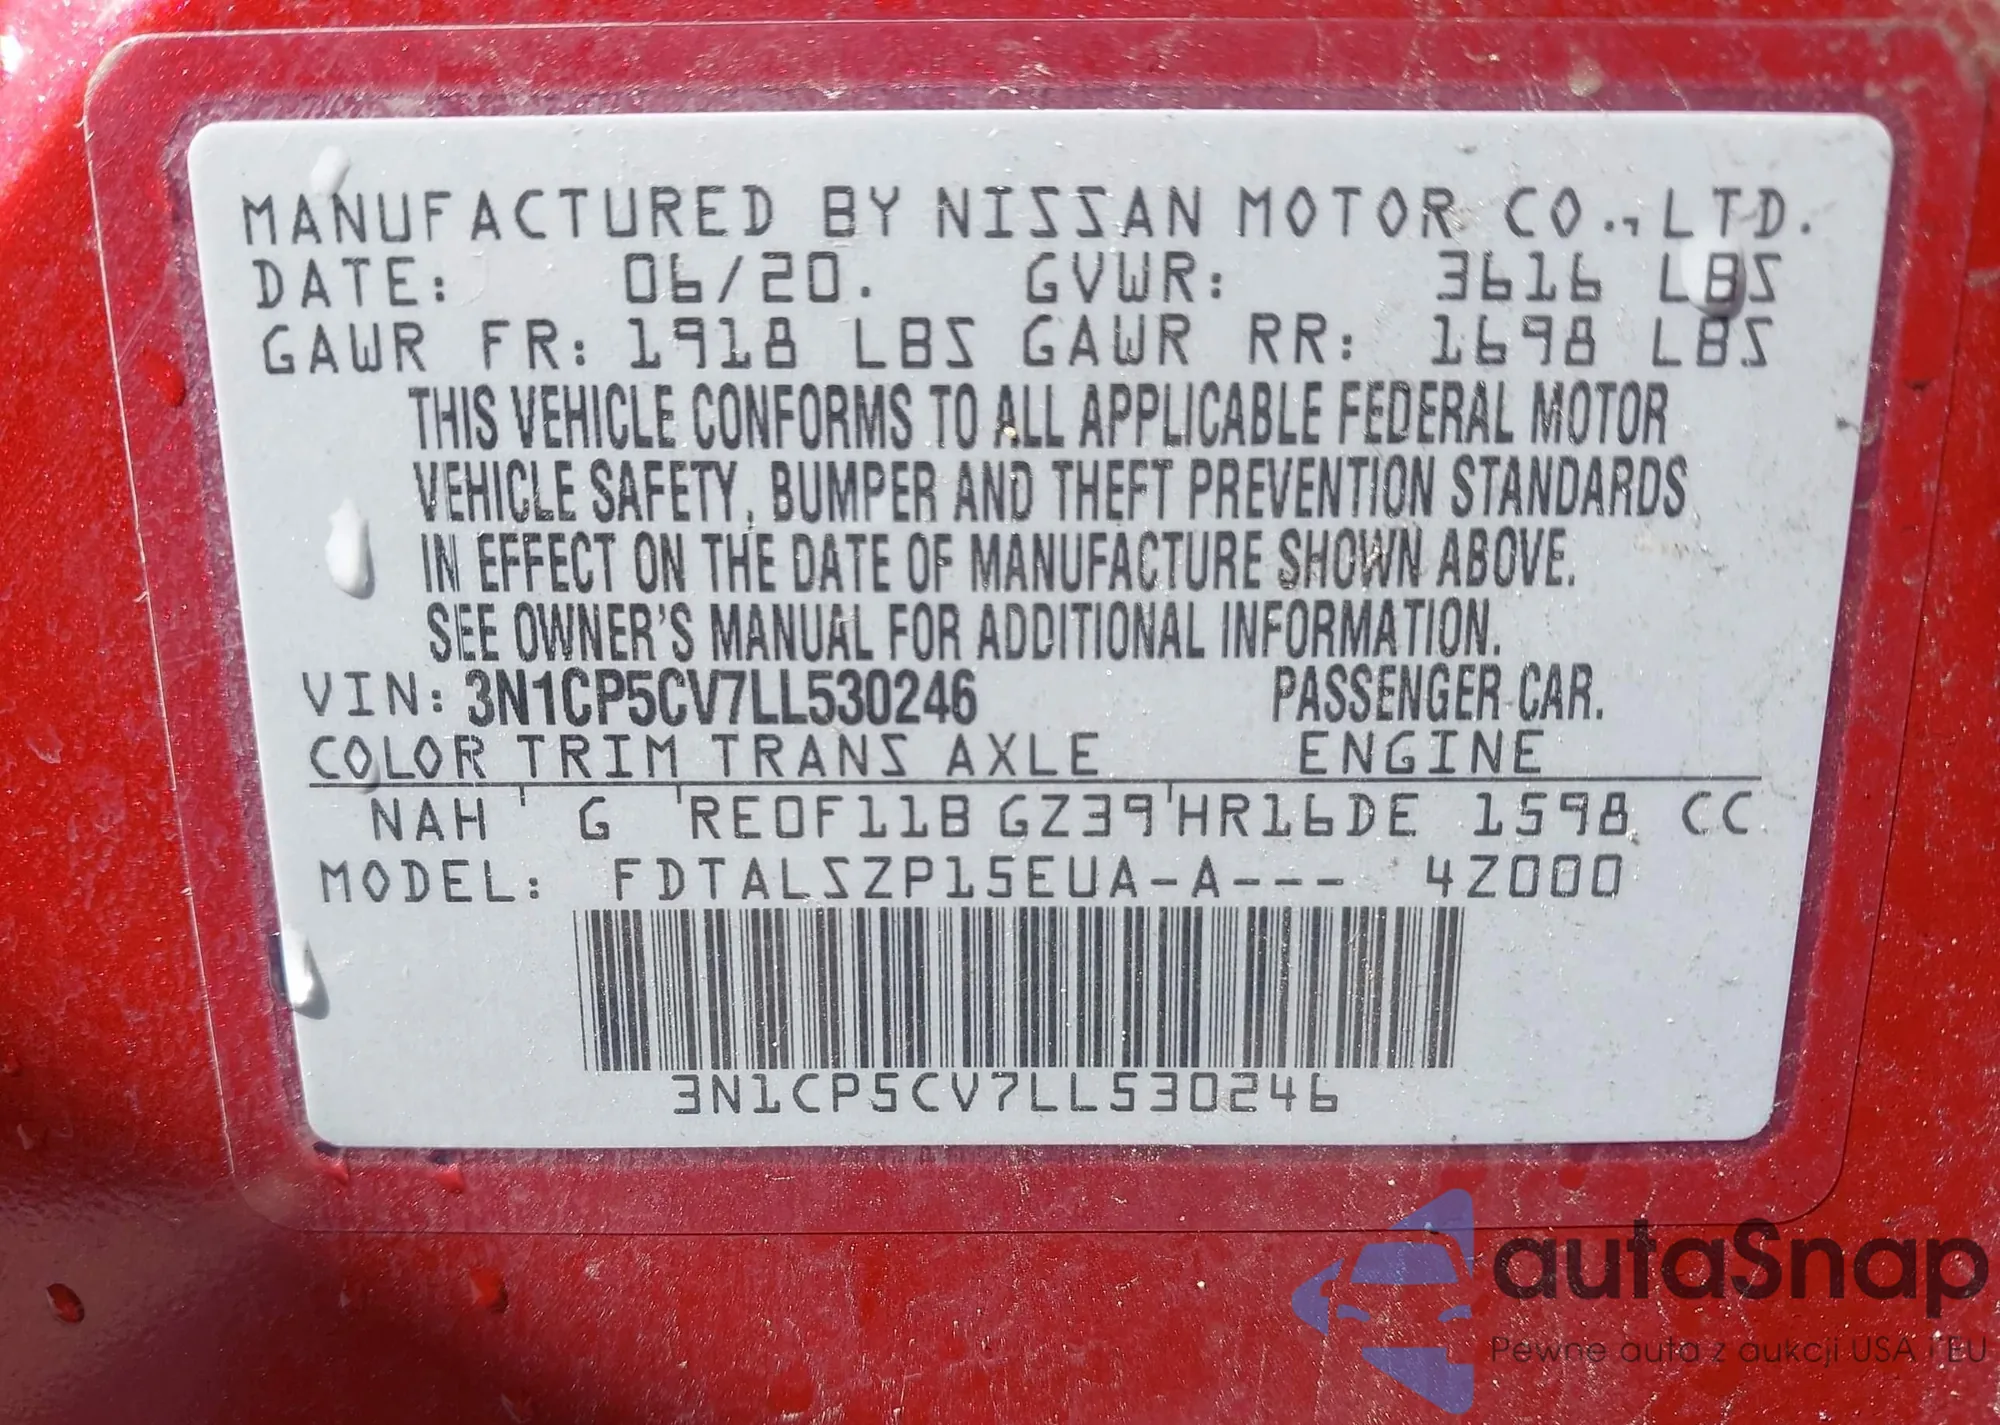 MANUFACTURED BY NISSAN MOTOR CO.,LTD.
DATE: 06/20. GVWR: 3616 LBS
GAWR FR: 1918 LBS GAWR RR: 1698 LBS
THIS VEHICLE CONFORMS TO ALL APPLICABLE FEDERAL MOTOR
VEHICLE SAFETY, BUMPER AND THEFT PREVENTION STANDARDS
IN EFFECT ON THE DATE OF MANUFACTURE SHOWN ABOVE.
SEE OWNER'S MANUAL FOR ADDITIONAL INFORMATION.
VIN: 3N1CP5CV7LL530246 PASSENGER CAR.
COLOR TRIM TRANS AXLE ENGINE
NAH G RE0F11B GZ39 HR16DE 1598 CC
MODEL: FDTALSZP15EUA-A--- 4Z000
3N1CP5CV7LL530246
autaSnap
Pewne auta z aukcji USA i EU